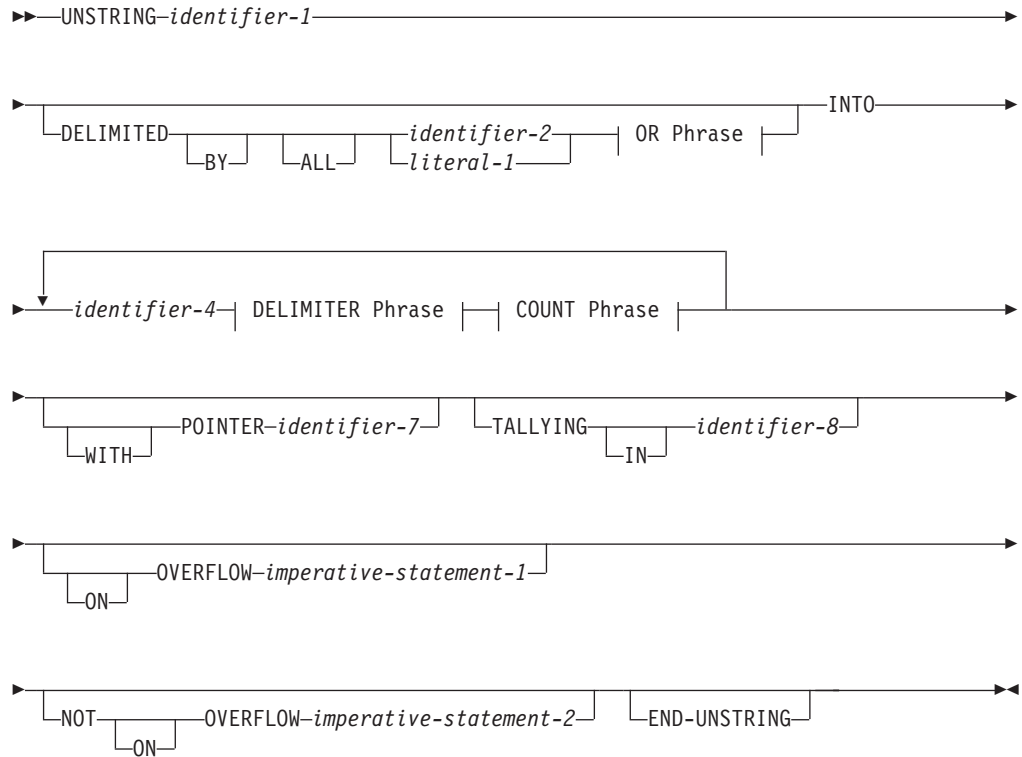 UNSTRING identifier-1
DELIMITED BY ALL identifier-2 literal-1 OR Phrase INTO
identifier-4 DELIMITER Phrase COUNT Phrase
WITH POINTER identifier-7 TALLYING IN identifier-8
ON OVERFLOW imperative-statement-1
NOT ON OVERFLOW imperative-statement-2 END-UNSTRING